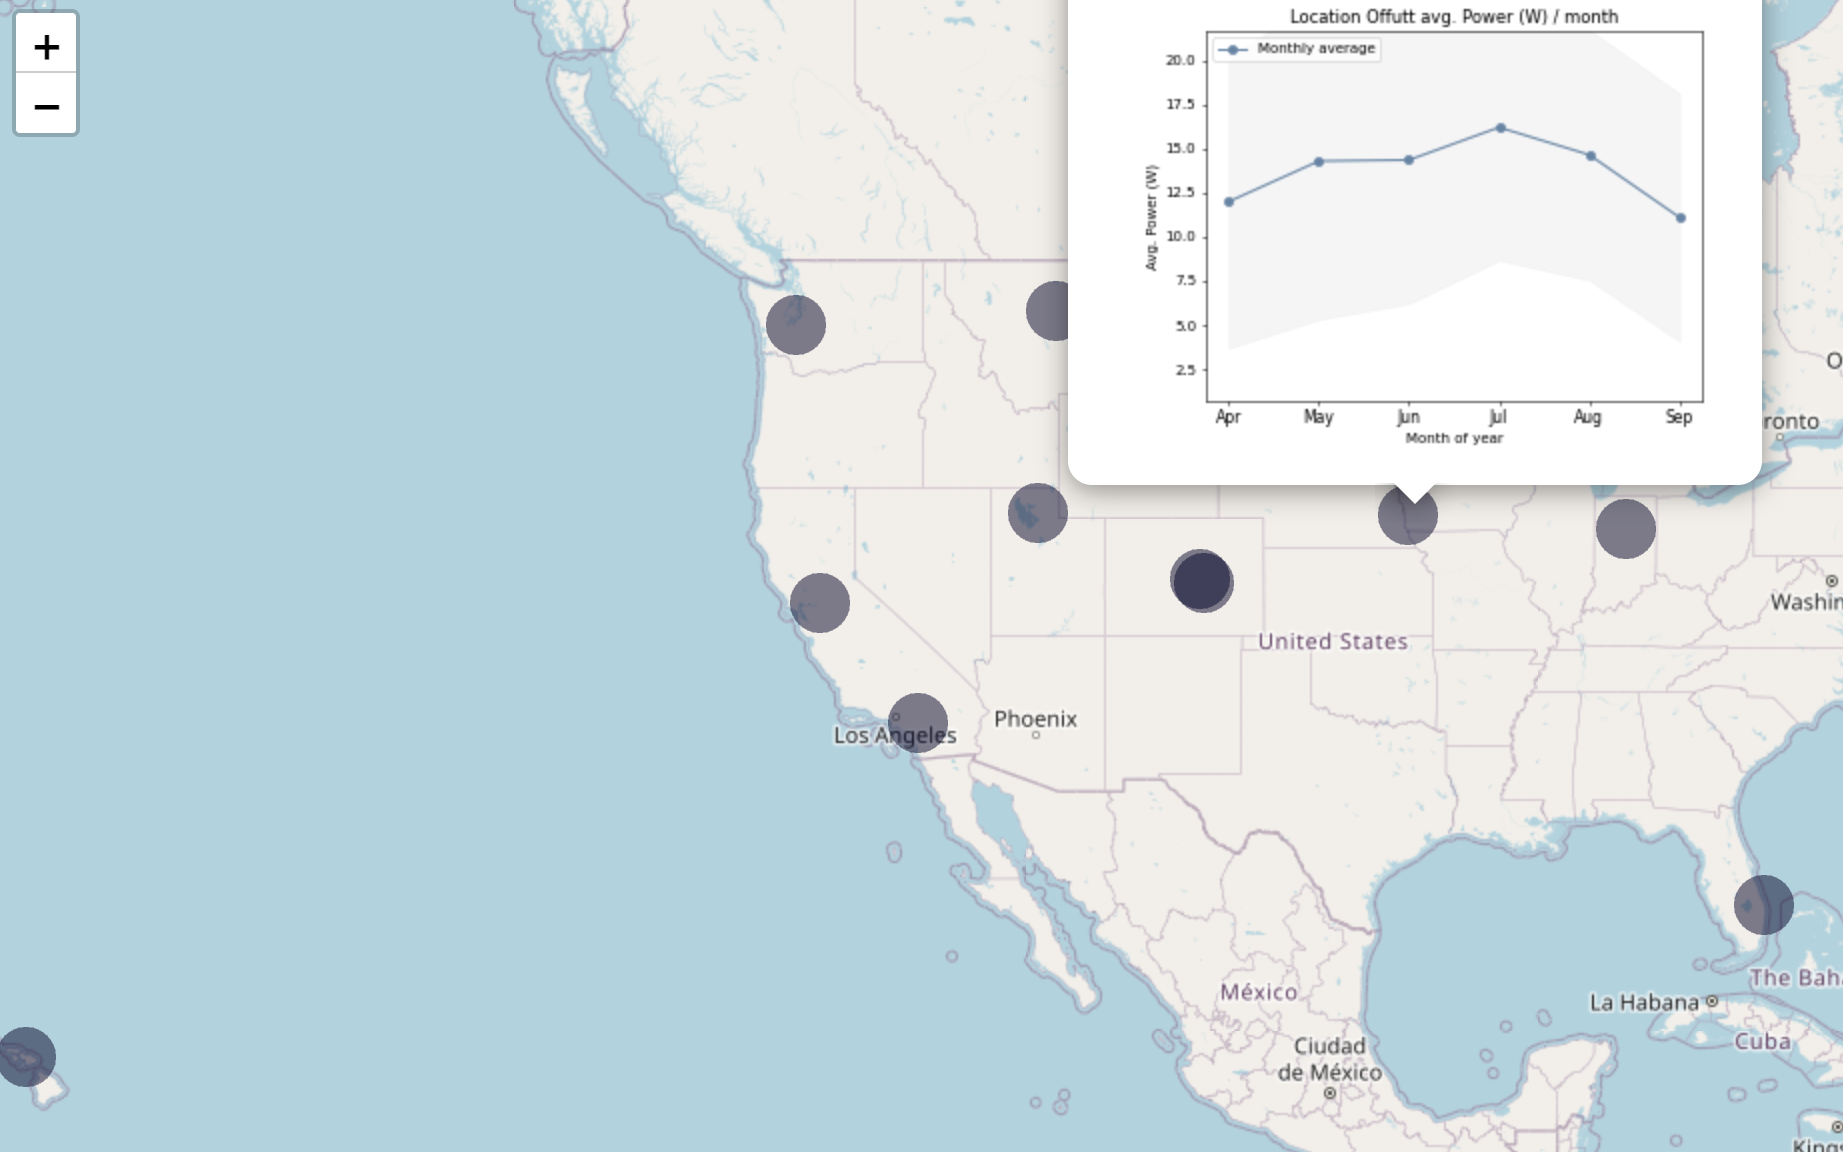 +
−
Location Offutt avg. Power (W) / month
Monthly average
20.0
17.5
15.0
12.5
10.0
7.5
5.0
2.5
Avg. Power (W)
Apr May Jun Jul Aug Sep
Month of year
O
ronto
Washin
United States
Phoenix
Los Angeles
The Bah
México
La Habana
Cuba
Ciudad
de México
Kings